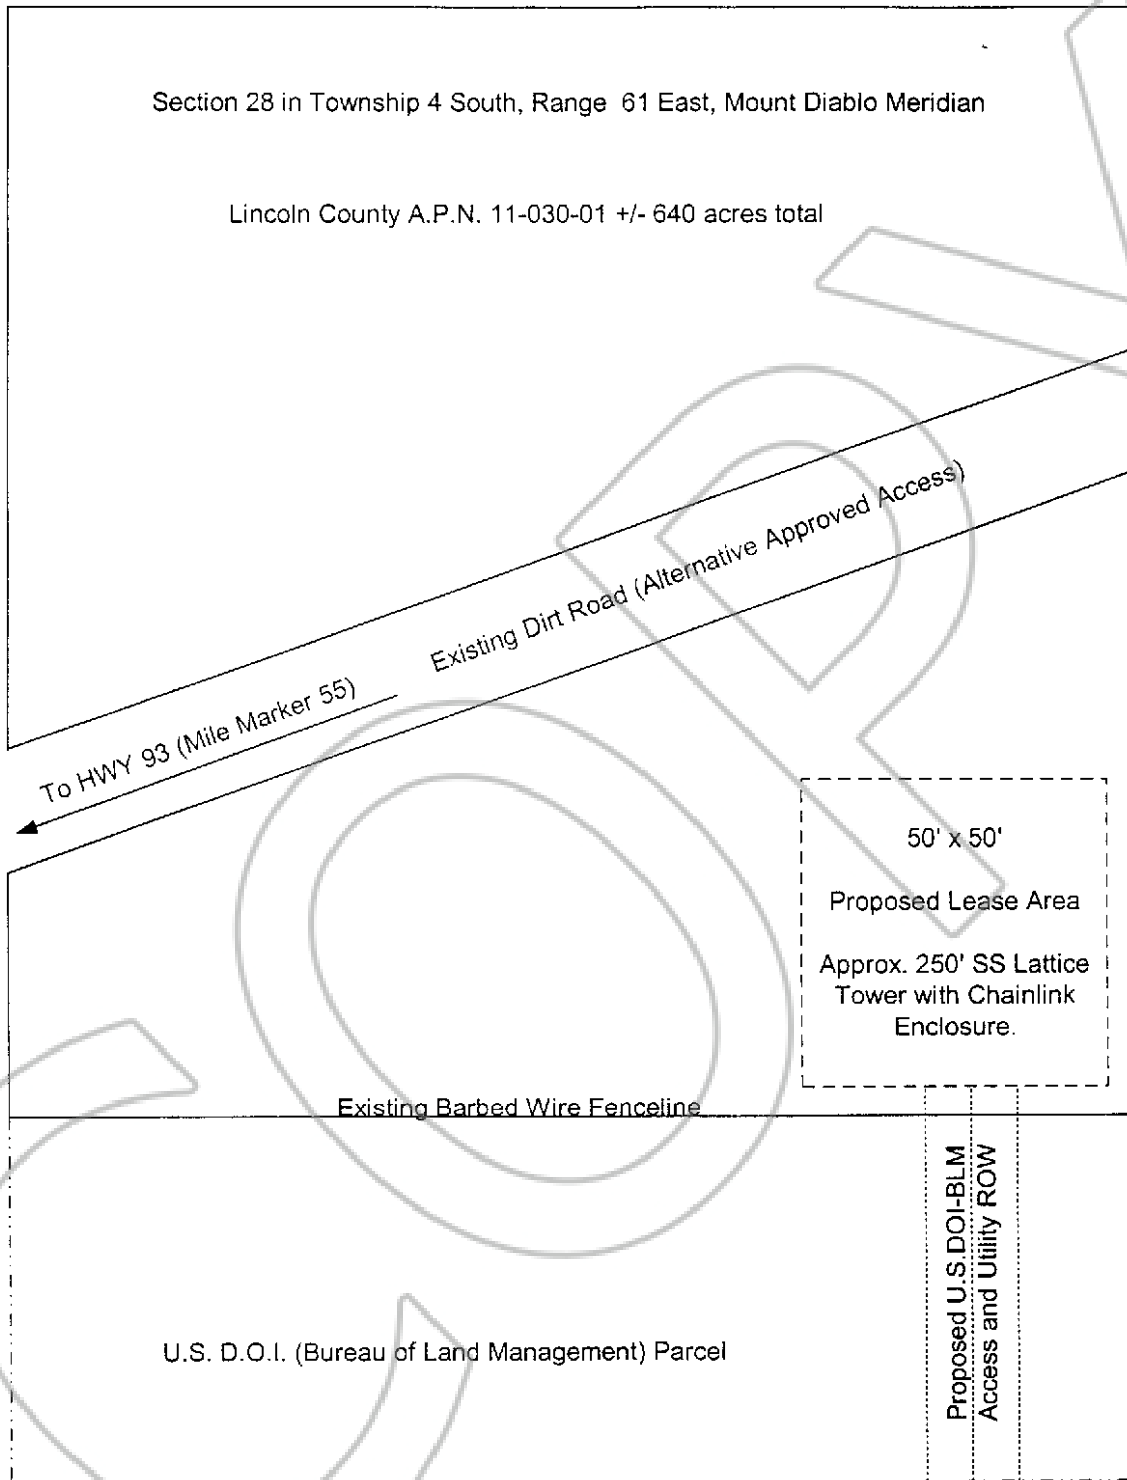 Section 28 in Township 4 South, Range 61 East, Mount Diablo Meridian
Lincoln County A.P.N. 11-030-01 +/- 640 acres total
Existing Dirt Road (Alternative Approved Access)
To HWY 93 (Mile Marker 55)
50' x 50'
Proposed Lease Area
Approx. 250' SS Lattice
Tower with Chainlink
Enclosure.
Existing Barbed Wire Fenceline
Proposed U.S.DOI-BLM
Access and Utility ROW
U.S. D.O.I. (Bureau of Land Management) Parcel
COPY